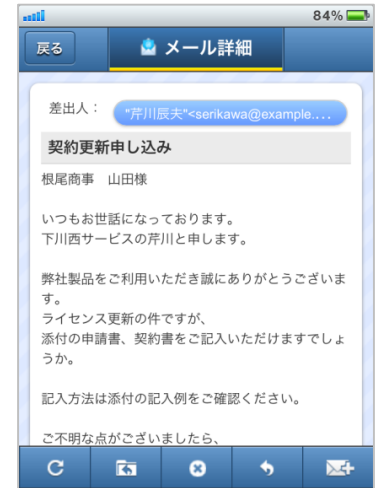 84%
戻る
メール詳細
差出人：
"芹川辰夫"<serikawa@example....
契約更新申し込み
根尾商事　山田様
いつもお世話になっております。
下川西サービスの芹川と申します。
弊社製品をご利用いただき誠にありがとうございま
す。
ライセンス更新の件ですが、
添付の申請書、契約書をご記入いただけますでしょ
うか。
記入方法は添付の記入例をご確認ください。
ご不明な点がございましたら、